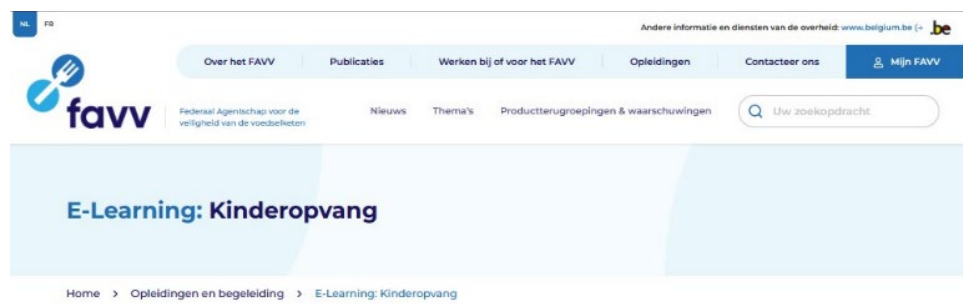 NL FR
Andere informatie en diensten van de overheid: www.belgium.be .be
Over het FAVV Publicaties Werken bij of voor het FAVV Opleidingen Contacteer ons Mijn FAVV
favv
Federaal Agentschap voor de
veiligheid van de voedselketen
Nieuws Thema's Productterugroepingen & waarschuwingen Uw zoekopdracht
E-Learning: Kinderopvang
Home > Opleidingen en begeleiding > E-Learning: Kinderopvang